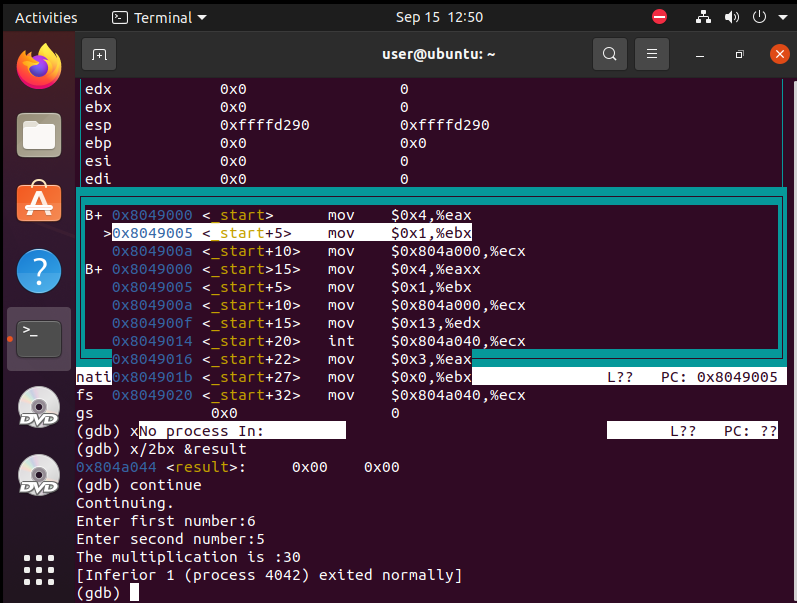 Activities Terminal Sep 15 12:50
user@ubuntu: ~
edx 0x0 0
ebx 0x0 0
esp 0xffffd290 0xffffd290
ebp 0x0 0x0
esi 0x0 0
edi 0x0 0
B+ 0x8049000 <_start> mov $0x4,%eax
>0x8049005 <_start+5> mov $0x1,%ebx
0x804900a <_start+10> mov $0x804a000,%ecx
B+ 0x8049000 <_start>15> mov $0x4,%eaxx
0x8049005 <_start+5> mov $0x1,%ebx
0x804900a <_start+10> mov $0x804a000,%ecx
0x804900f <_start+15> mov $0x13,%edx
0x8049014 <_start+20> int $0x804a040,%ecx
0x8049016 <_start+22> mov $0x3,%eax
nati0x804901b <_start+27> mov $0x0,%ebx L?? PC: 0x8049005
fs 0x8049020 <_start+32> mov $0x804a040,%ecx
gs 0x0 0
(gdb) xNo process In: L?? PC: ??
(gdb) x/2bx &result
0x804a044 <result>: 0x00 0x00
(gdb) continue
Continuing.
Enter first number:6
Enter second number:5
The multiplication is :30
[Inferior 1 (process 4042) exited normally]
(gdb)
DVD
DVD